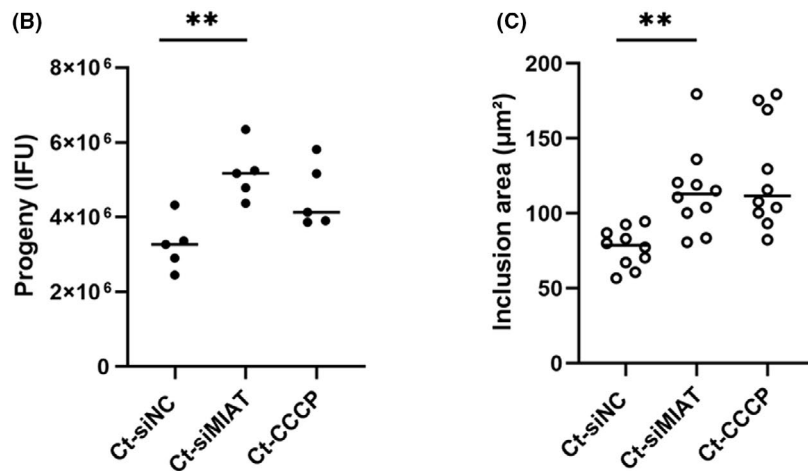 (B)
**
Progeny (IFU)
8×10⁶
6×10⁶
4×10⁶
2×10⁶
0
Ct-siNC
Ct-siMIAT
Ct-CCCP
(C)
**
Inclusion area (µm²)
200
150
100
50
0
Ct-siNC
Ct-siMIAT
Ct-CCCP